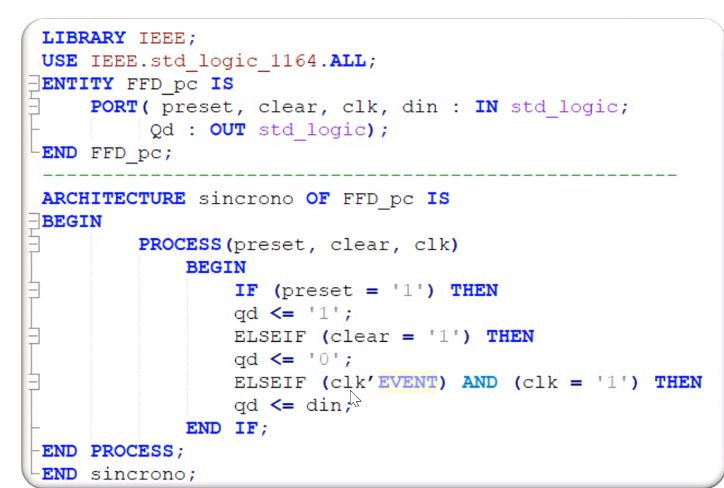 LIBRARY IEEE;
USE IEEE.std_logic_1164.ALL;
ENTITY FFD_pc IS
PORT( preset, clear, clk, din : IN std_logic;
Qd : OUT std_logic);
END FFD_pc;
-----------------------------------------------------
ARCHITECTURE sincrono OF FFD_pc IS
BEGIN
PROCESS(preset, clear, clk)
BEGIN
IF (preset = '1') THEN
qd <= '1';
ELSEIF (clear = '1') THEN
qd <= '0';
ELSEIF (clk'EVENT) AND (clk = '1') THEN
qd <= din;
END IF;
END PROCESS;
END sincrono;